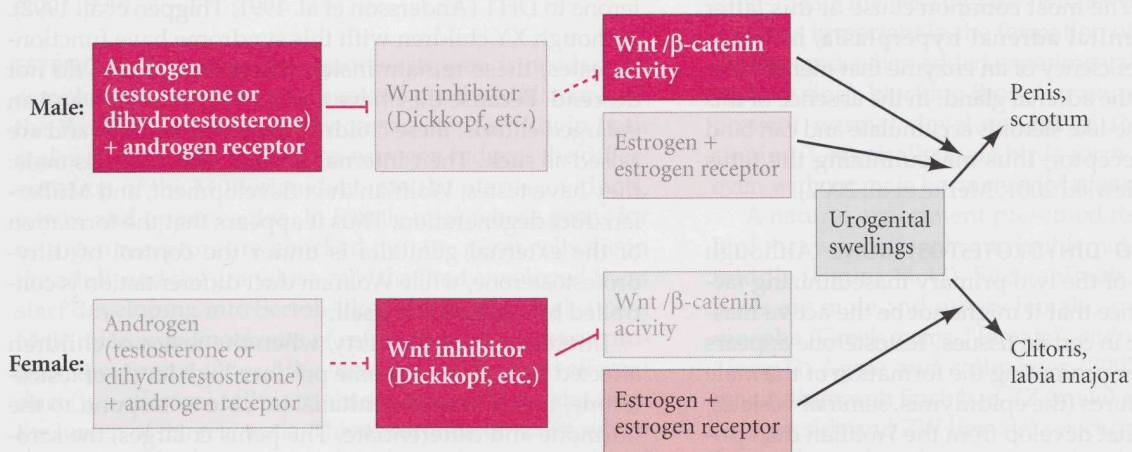 Male:
Androgen
(testosterone or
dihydrotestosterone)
+ androgen receptor
Wnt inhibitor
(Dickkopf, etc.)
Wnt /β-catenin
acivity
Estrogen +
estrogen receptor
Penis,
scrotum
Urogenital
swellings
Female:
Androgen
(testosterone or
dihydrotestosterone)
+ androgen receptor
Wnt inhibitor
(Dickkopf, etc.)
Wnt /β-catenin
acivity
Estrogen +
estrogen receptor
Clitoris,
labia majora